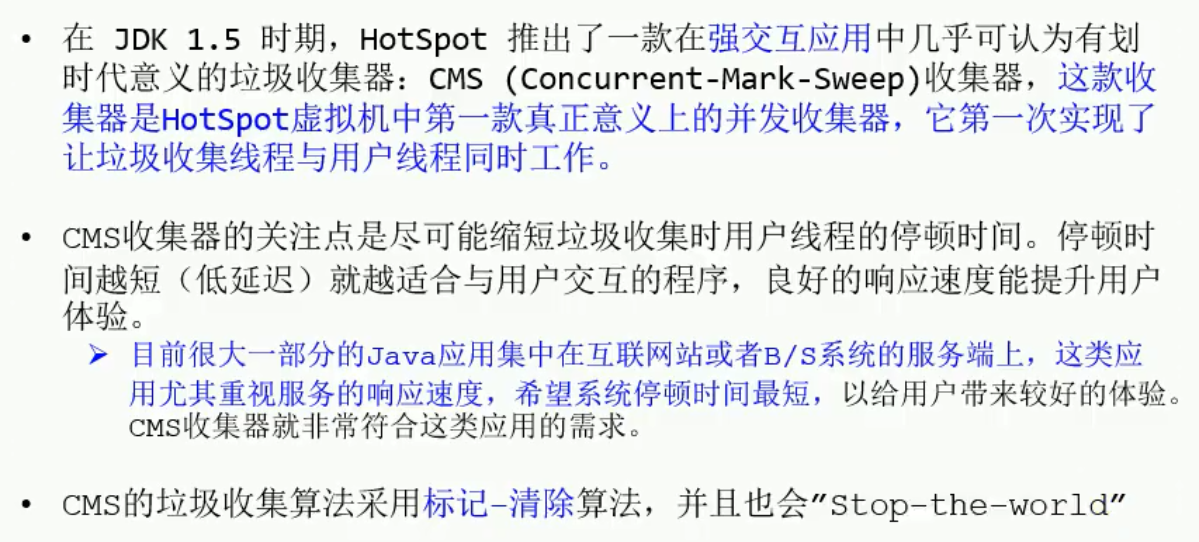 • 在 JDK 1.5 时期，HotSpot 推出了一款在强交互应用中几乎可认为有划
时代意义的垃圾收集器：CMS (Concurrent-Mark-Sweep)收集器，这款收
集器是HotSpot虚拟机中第一款真正意义上的并发收集器，它第一次实现了
让垃圾收集线程与用户线程同时工作。
• CMS收集器的关注点是尽可能缩短垃圾收集时用户线程的停顿时间。停顿时
间越短（低延迟）就越适合与用户交互的程序，良好的响应速度能提升用户
体验。
➢ 目前很大一部分的Java应用集中在互联网站或者B/S系统的服务端上，这类应
用尤其重视服务的响应速度，希望系统停顿时间最短，以给用户带来较好的体验。
CMS收集器就非常符合这类应用的需求。
• CMS的垃圾收集算法采用标记-清除算法，并且也会”Stop-the-world”